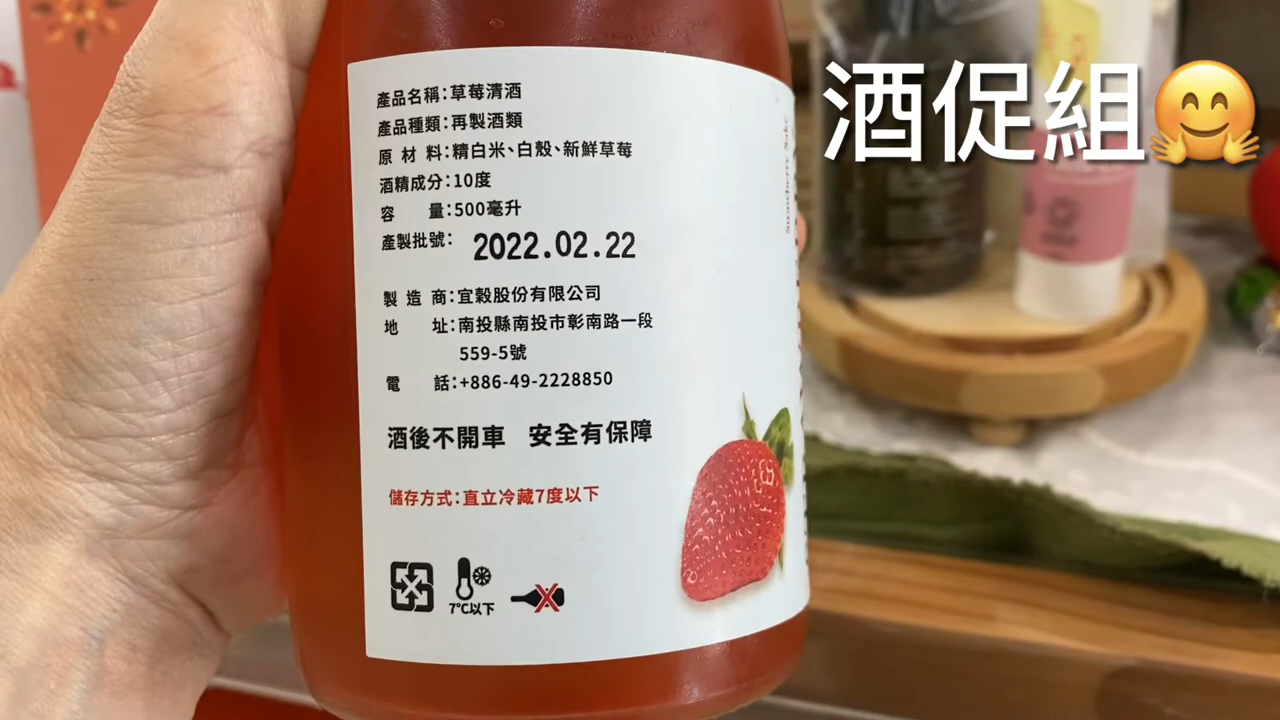 酒促組🤗
產品名稱:草莓清酒
產品種類:再製酒類
原材料:精白米、白殼、新鮮草莓
酒精成分:10度
容量:500毫升
產製批號: 2022.02.22
製造商:宜穀股份有限公司
地址:南投縣南投市彰南路一段
559-5號
電話:+886-49-2228850
酒後不開車 安全有保障
儲存方式:直立冷藏7度以下
7°C以下
Strawberry Sake